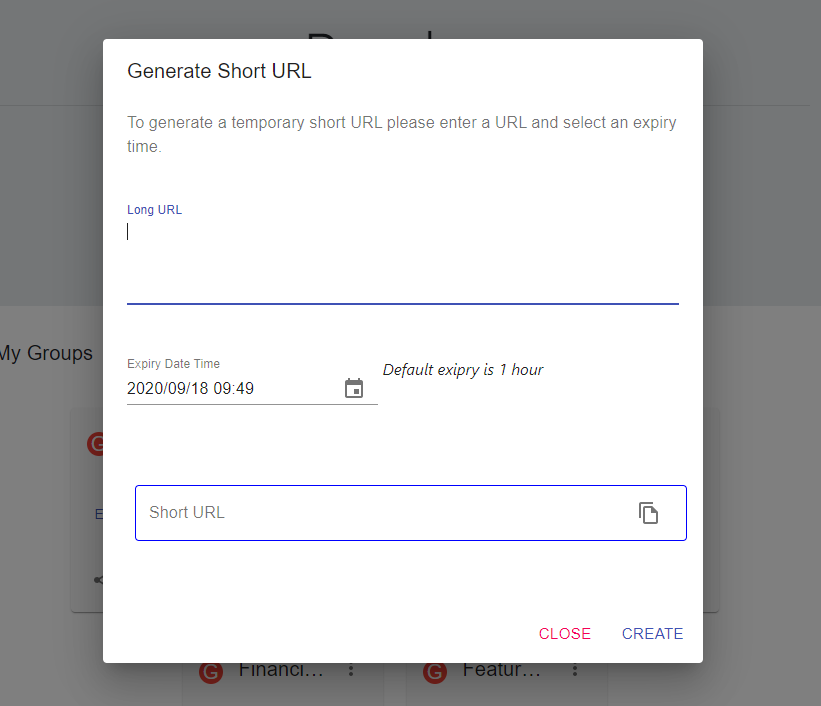 Generate Short URL
To generate a temporary short URL please enter a URL and select an expiry
time.
Long URL
My Groups
Expiry Date Time
2020/09/18 09:49
Default exipry is 1 hour
G
E
Short URL
CLOSE CREATE
G Financi... G Featur...